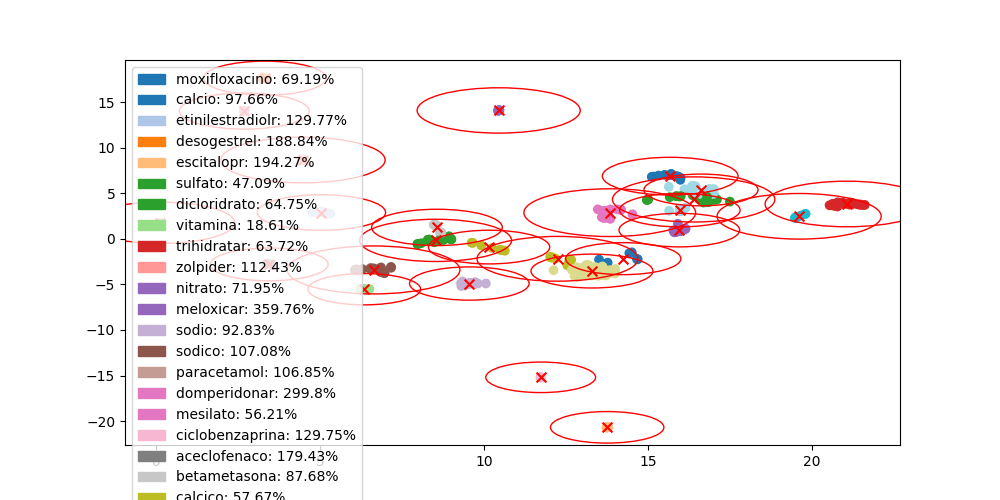 15
10
5
0
−5
−10
−15
−20
moxifloxacino: 69.19%
calcio: 97.66%
etinilestradiolr: 129.77%
desogestrel: 188.84%
escitalopr: 194.27%
sulfato: 47.09%
dicloridrato: 64.75%
vitamina: 18.61%
trihidratar: 63.72%
zolpider: 112.43%
nitrato: 71.95%
meloxicar: 359.76%
sodio: 92.83%
sodico: 107.08%
paracetamol: 106.85%
domperidonar: 299.8%
mesilato: 56.21%
ciclobenzaprina: 129.75%
aceclofenaco: 179.43%
betametasona: 87.68%
calcico: 57.67%
0 5 10 15 20